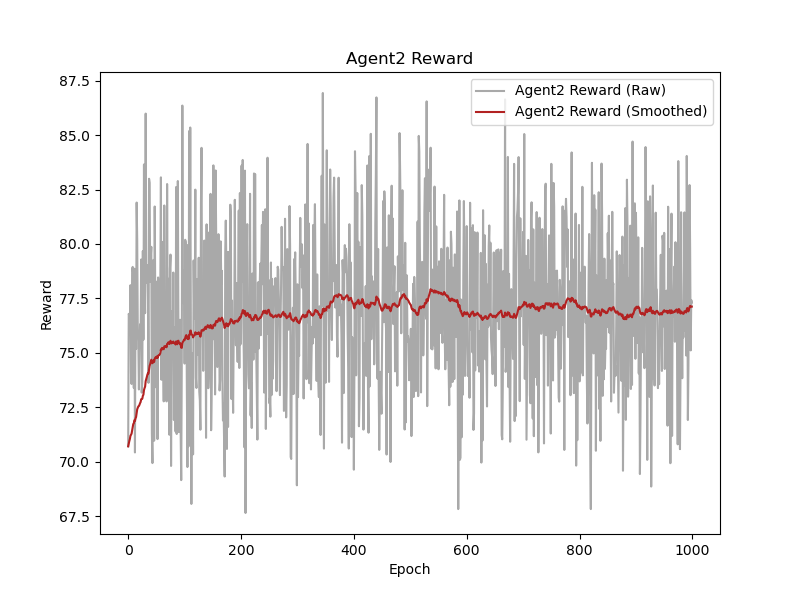 Agent2 Reward
Agent2 Reward (Raw)
Agent2 Reward (Smoothed)
87.5
85.0
82.5
80.0
77.5
75.0
72.5
70.0
67.5
Reward
0 200 400 600 800 1000
Epoch